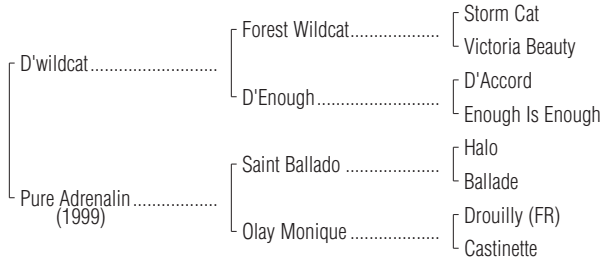 Storm Cat
Forest Wildcat....................
Victoria Beauty
D'wildcat............................
D'Accord
D'Enough...........................
Enough Is Enough
Halo
Saint Ballado .....................
Ballade
Pure Adrenalin..................
(1999)
Drouilly (FR)
Olay Monique ....................
Castinette